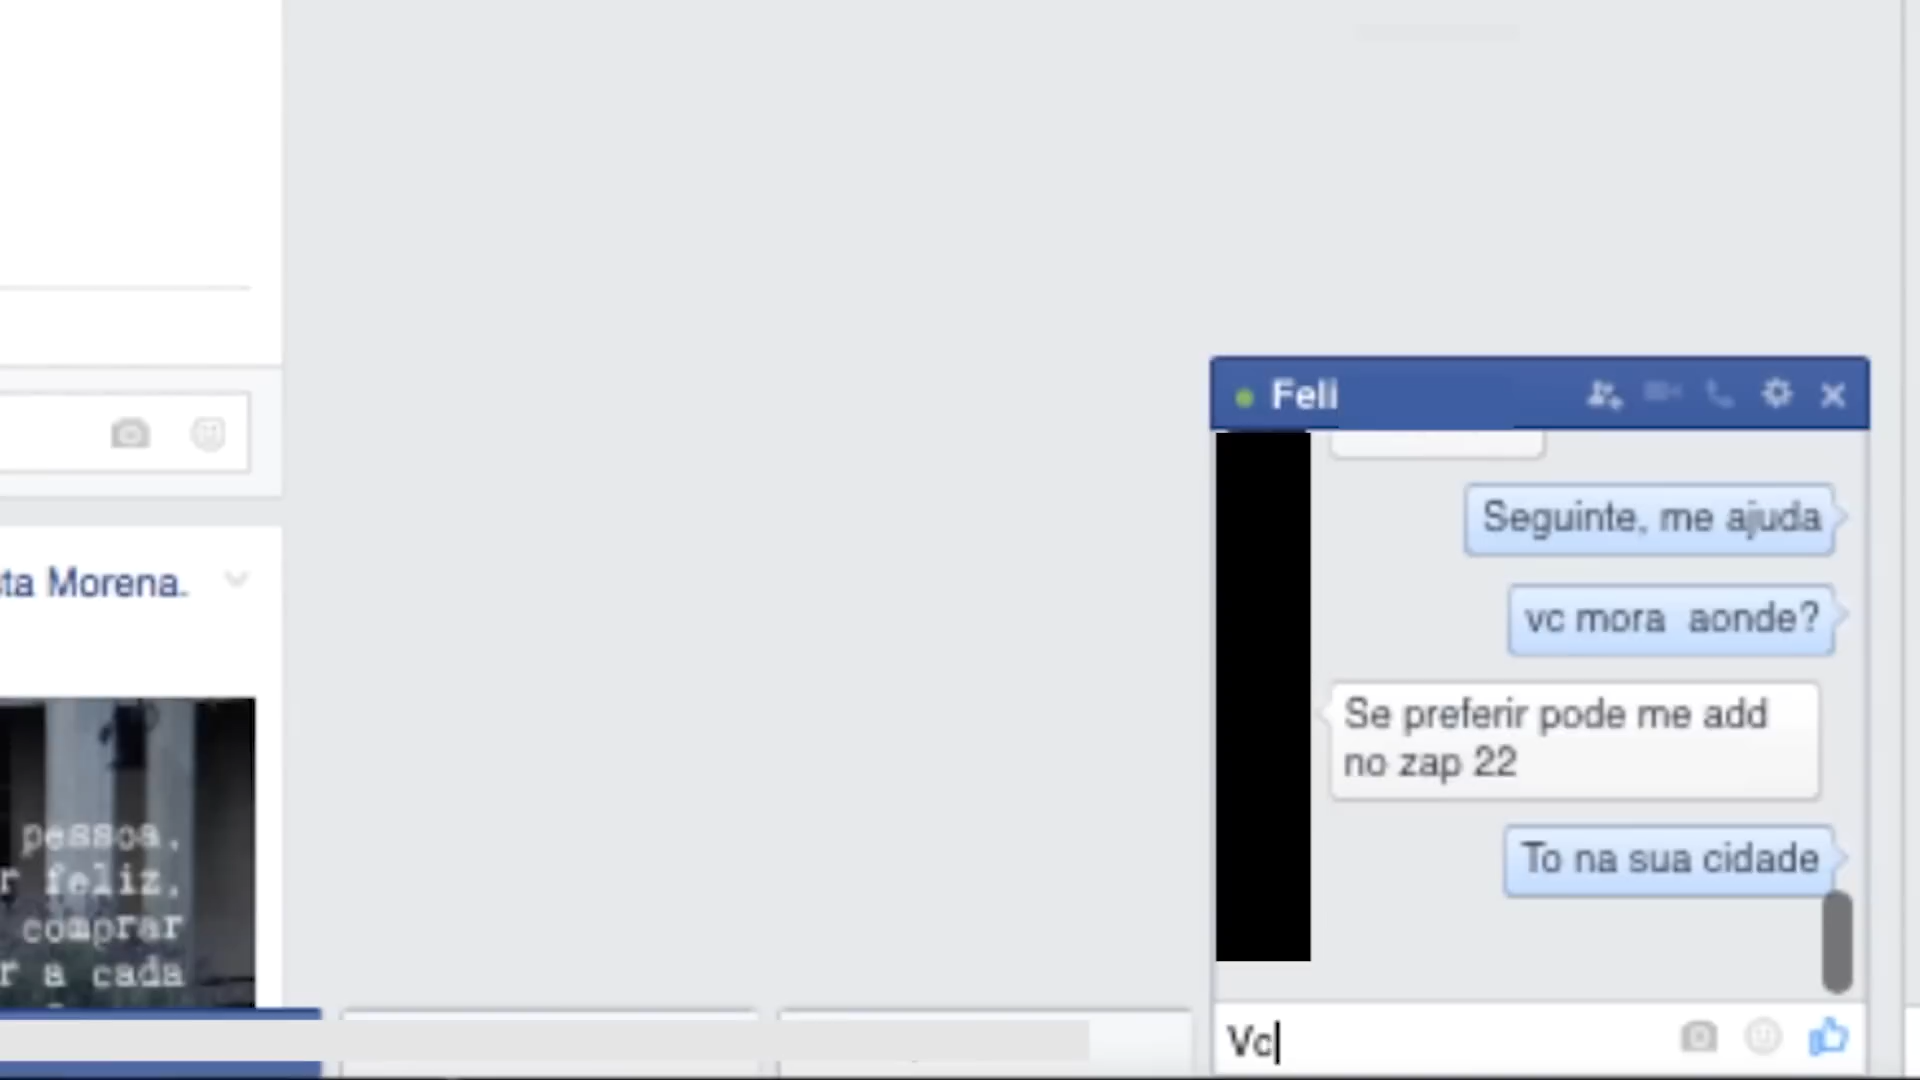 sta Morena.
pessoa.
r feliz,
comprar
r a cada
Feli
Seguinte, me ajuda
vc mora aonde?
Se preferir pode me add
no zap 22
To na sua cidade
Vc